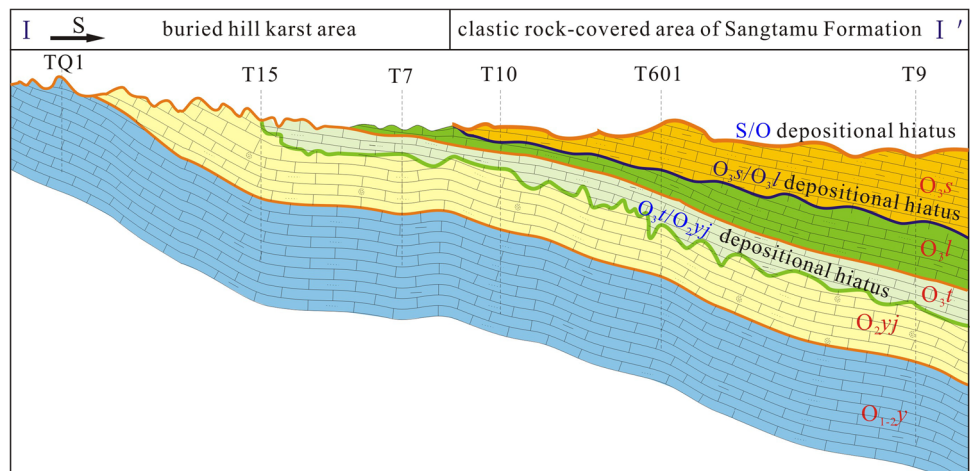 I S buried hill karst area clastic rock-covered area of Sangtamu Formation I'
TQ1 T15 T7 T10 T601 T9
S/O depositional hiatus
O₃s/O₃l depositional hiatus
O₃s
O₃t/O₂yj depositional hiatus
O₃l
O₃t
O₂yj
O₁₋₂y